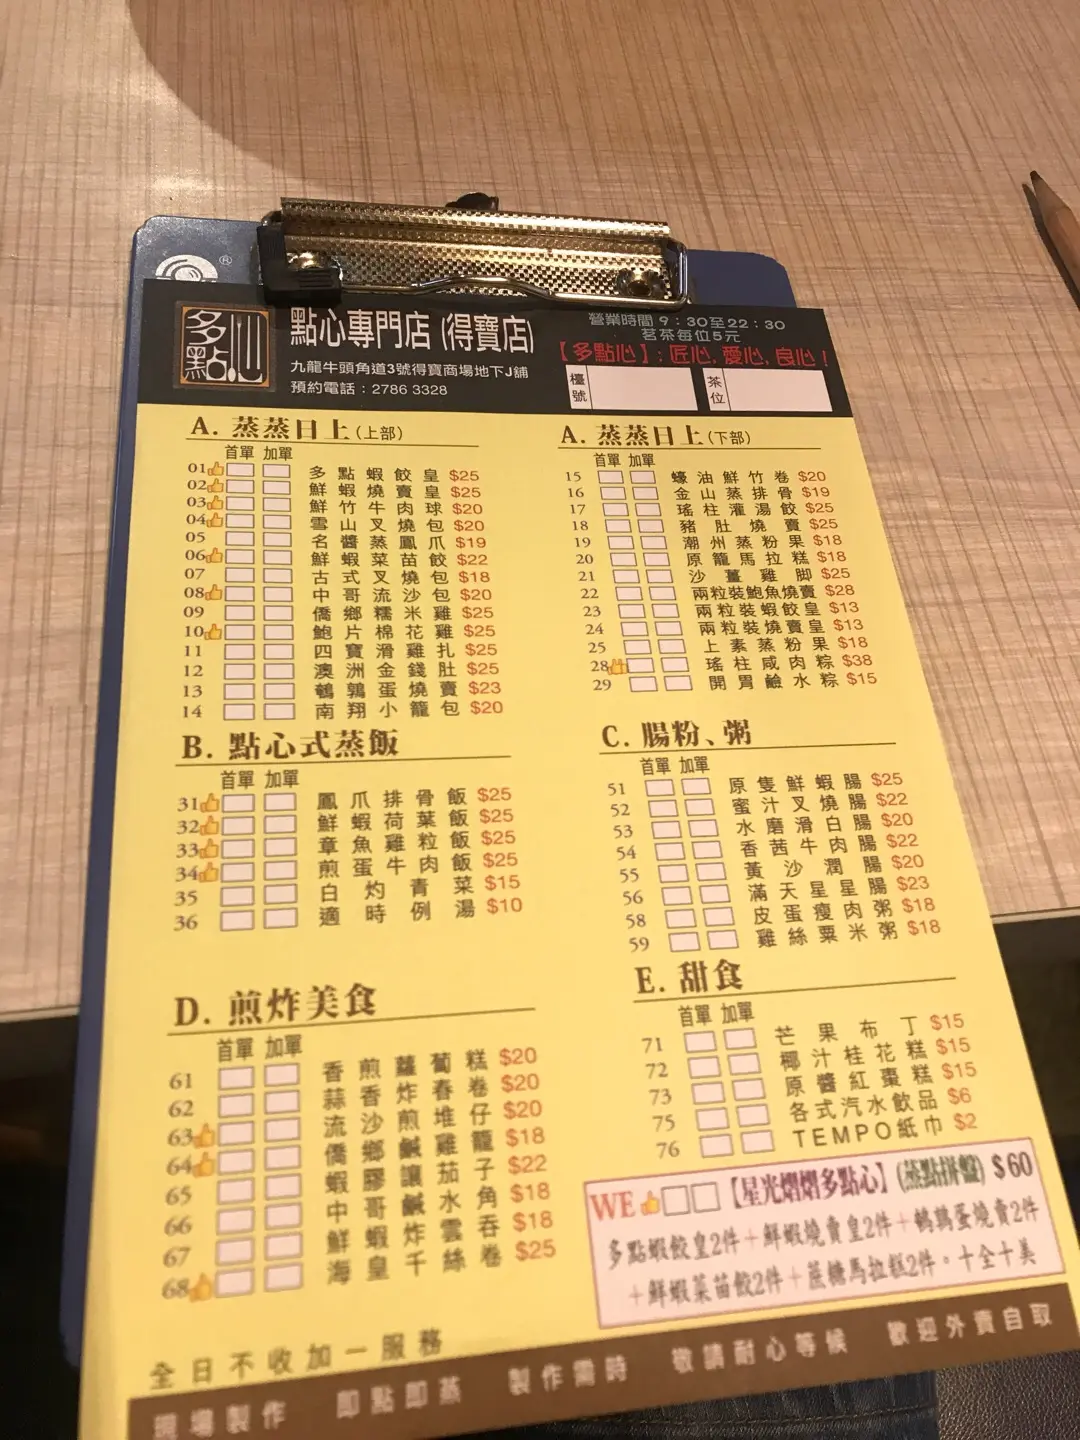 多點心
點心專門店 (得寶店)
九龍牛頭角道3號得寶商場地下J舖
預約電話：2786 3328
營業時間 9：30至22：30
茗茶每位5元
【多點心】：匠心, 愛心, 良心！
檯號
茶位
A. 蒸蒸日上 (上部)
首單 加單
01 多點蝦餃皇 $25
02 鮮蝦燒賣皇 $25
03 鮮竹牛肉球 $20
04 雪山叉燒包 $20
05 名醬蒸鳳爪 $19
06 鮮蝦菜苗餃 $22
07 古式叉燒包 $18
08 中哥流沙包 $20
09 僑鄉糯米雞 $25
10 鮑片棉花雞 $25
11 四寶滑雞扎 $25
12 澳洲金錢肚 $25
13 鵪鶉蛋燒賣 $23
14 南翔小籠包 $20
A. 蒸蒸日上 (下部)
首單 加單
15 蠔油鮮竹卷 $20
16 金山蒸排骨 $19
17 瑤柱灌湯餃 $25
18 豬肚燒賣 $25
19 潮州蒸粉果 $18
20 原籠馬拉糕 $18
21 沙薑雞脚 $25
22 兩粒裝鮑魚燒賣 $28
23 兩粒裝蝦餃皇 $13
24 兩粒裝燒賣皇 $13
25 上素蒸粉果 $18
28 瑤柱咸肉粽 $38
29 開胃鹼水粽 $15
B. 點心式蒸飯
首單 加單
31 鳳爪排骨飯 $25
32 鮮蝦荷葉飯 $25
33 章魚雞粒飯 $25
34 煎蛋牛肉飯 $25
35 白灼青菜 $15
36 適時例湯 $10
C. 腸粉、粥
首單 加單
51 原隻鮮蝦腸 $25
52 蜜汁叉燒腸 $22
53 水磨滑白腸 $20
54 香茜牛肉腸 $22
55 黃沙潤腸 $20
56 滿天星星腸 $23
58 皮蛋瘦肉粥 $18
59 雞絲粟米粥 $18
D. 煎炸美食
首單 加單
61 香煎蘿蔔糕 $20
62 蒜香炸春卷 $20
63 流沙煎堆仔 $20
64 僑鄉鹹雞籠 $18
65 蝦膠讓茄子 $22
66 中哥鹹水角 $18
67 鮮蝦炸雲吞 $18
68 海皇千絲卷 $25
E. 甜食
首單 加單
71 芒果布丁 $15
72 椰汁桂花糕 $15
73 原醬紅棗糕 $15
75 各式汽水飲品 $6
76 TEMPO紙巾 $2
WE 【星光熠熠多點心】(蒸點拼盤) $60
多點蝦餃皇2件＋鮮蝦燒賣皇2件＋鵪鶉蛋燒賣2件
＋鮮蝦菜苗餃2件＋蔗糖馬拉糕2件。十全十美
全日不收加一服務
現場製作 即點即蒸 製作需時 敬請耐心等候 歡迎外賣自取